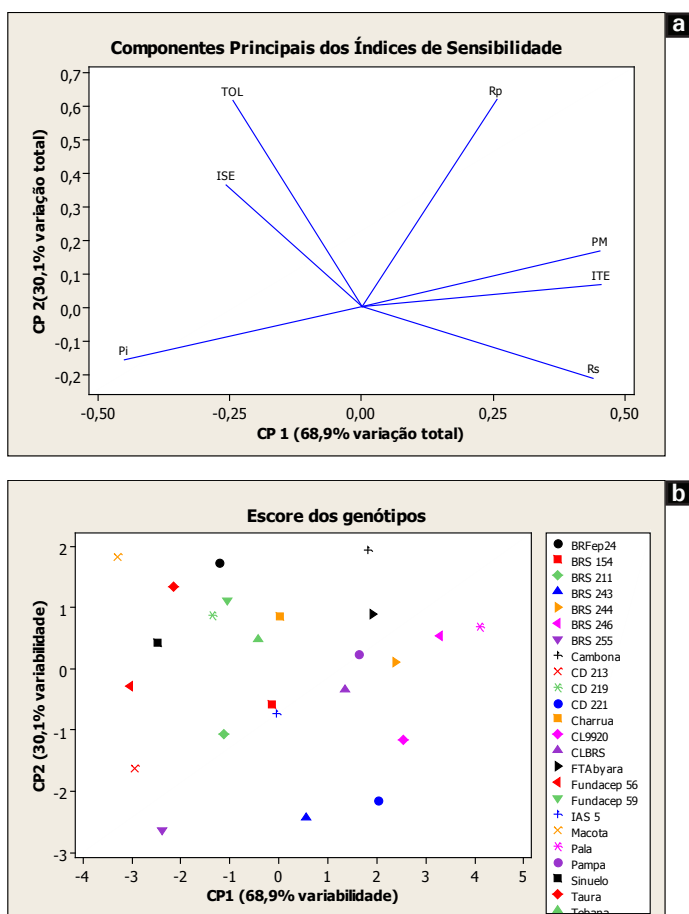 a
Componentes Principais dos Índices de Sensibilidade
CP 2(30,1% variação total)
0,7
0,6
0,5
0,4
0,3
0,2
0,1
0,0
-0,1
-0,2
TOL
Rp
ISE
PM
ITE
Pi
Rs
-0,50
-0,25
0,00
0,25
0,50
CP 1 (68,9% variação total)
b
Escore dos genótipos
CP2 (30,1% variabilidade)
2
1
0
-1
-2
-3
-4
-3
-2
-1
0
1
2
3
4
5
CP1 (68,9% variabilidade)
BRFep24
BRS 154
BRS 211
BRS 243
BRS 244
BRS 246
BRS 255
Cambona
CD 213
CD 219
CD 221
Charrua
CL9920
CLBRS
FTAbyara
Fundacep 56
Fundacep 59
IAS 5
Macota
Pala
Pampa
Sinuelo
Taura